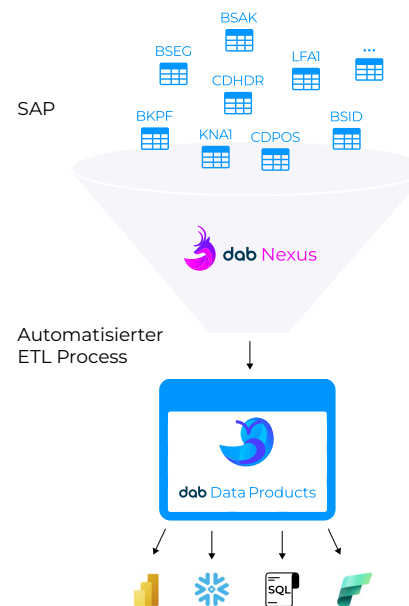 BSAK
BSEG
LFA1
...
CDHDR
SAP
BKPF
BSID
KNA1
CDPOS
dab Nexus
Automatisierter
ETL Process
dab Data Products
SQL